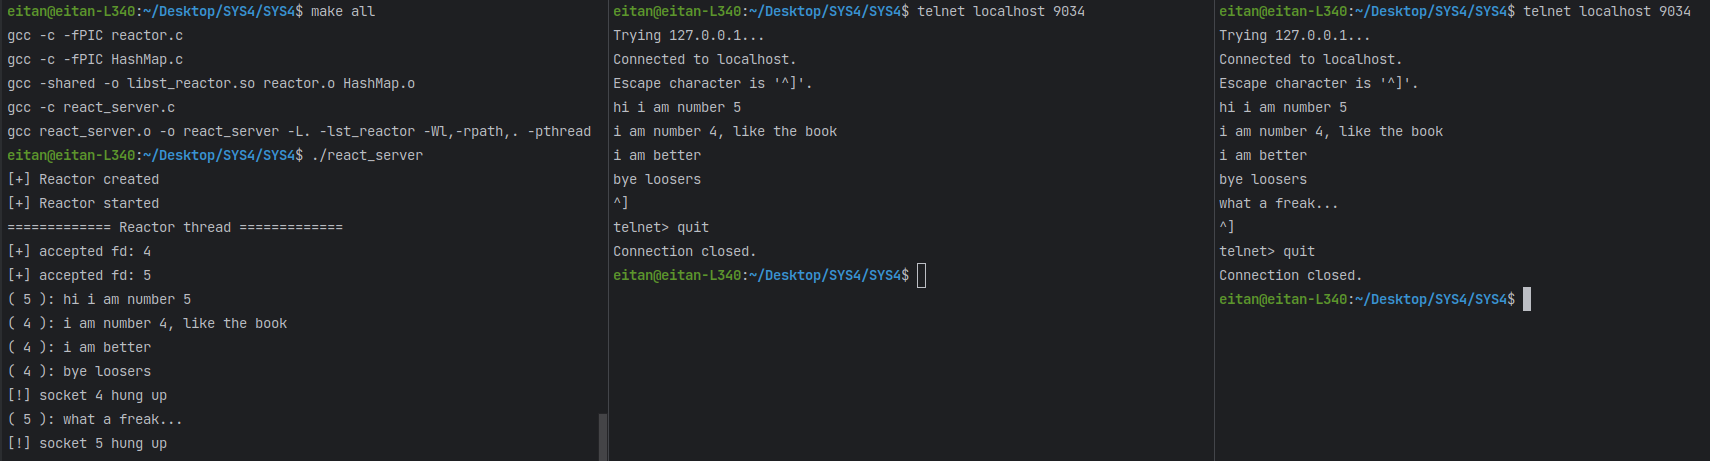 eitan@eitan-L340:~/Desktop/SYS4/SYS4$ make all
gcc -c -fPIC reactor.c
gcc -c -fPIC HashMap.c
gcc -shared -o libst_reactor.so reactor.o HashMap.o
gcc -c react_server.c
gcc react_server.o -o react_server -L. -lst_reactor -Wl,-rpath,. -pthread
eitan@eitan-L340:~/Desktop/SYS4/SYS4$ ./react_server
[+] Reactor created
[+] Reactor started
============= Reactor thread =============
[+] accepted fd: 4
[+] accepted fd: 5
( 5 ): hi i am number 5
( 4 ): i am number 4, like the book
( 4 ): i am better
( 4 ): bye loosers
[!] socket 4 hung up
( 5 ): what a freak...
[!] socket 5 hung up
eitan@eitan-L340:~/Desktop/SYS4/SYS4$ telnet localhost 9034
Trying 127.0.0.1...
Connected to localhost.
Escape character is '^]'.
hi i am number 5
i am number 4, like the book
i am better
bye loosers
^]
telnet> quit
Connection closed.
eitan@eitan-L340:~/Desktop/SYS4/SYS4$
eitan@eitan-L340:~/Desktop/SYS4/SYS4$ telnet localhost 9034
Trying 127.0.0.1...
Connected to localhost.
Escape character is '^]'.
hi i am number 5
i am number 4, like the book
i am better
bye loosers
what a freak...
^]
telnet> quit
Connection closed.
eitan@eitan-L340:~/Desktop/SYS4/SYS4$